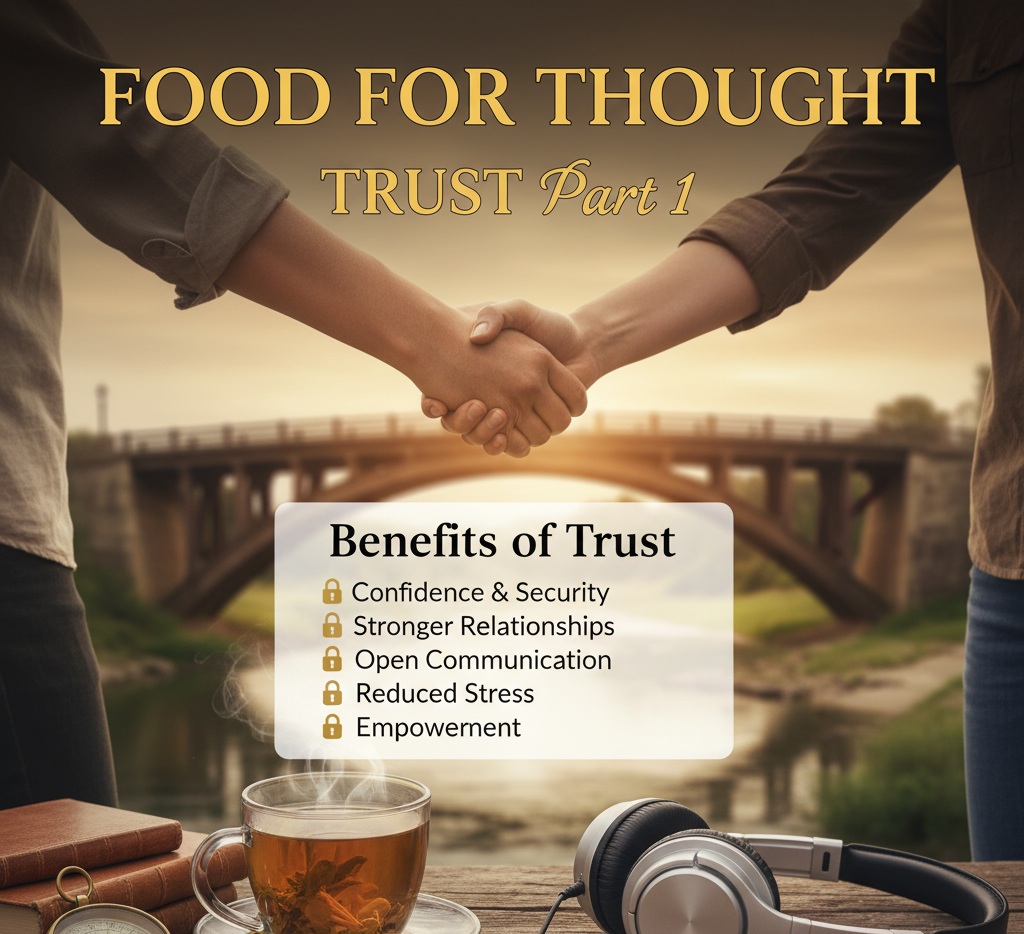 FOOD FOR THOUGHT
TRUST Part 1
Benefits of Trust
Confidence & Security
Stronger Relationships
Open Communication
Reduced Stress
Empowerment